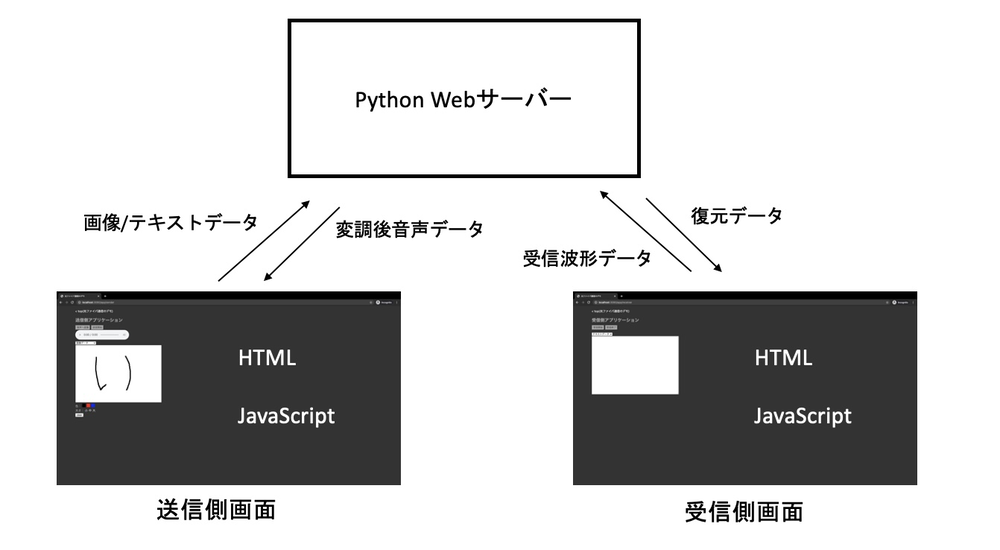 Python Webサーバー
画像/テキストデータ
変調後音声データ
受信波形データ
復元データ
送信側アプリケーション
い
HTML
JavaScript
送信側画面
受信側アプリケーション
HTML
JavaScript
受信側画面